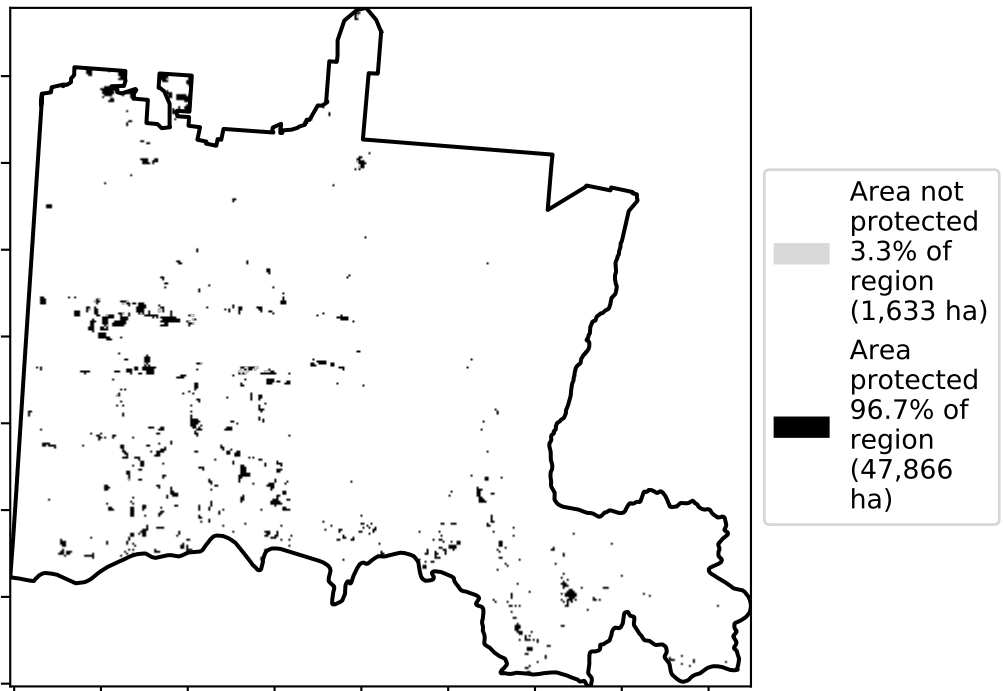 Area not
protected
3.3% of
region
(1,633 ha)
Area
protected
96.7% of
region
(47,866
ha)